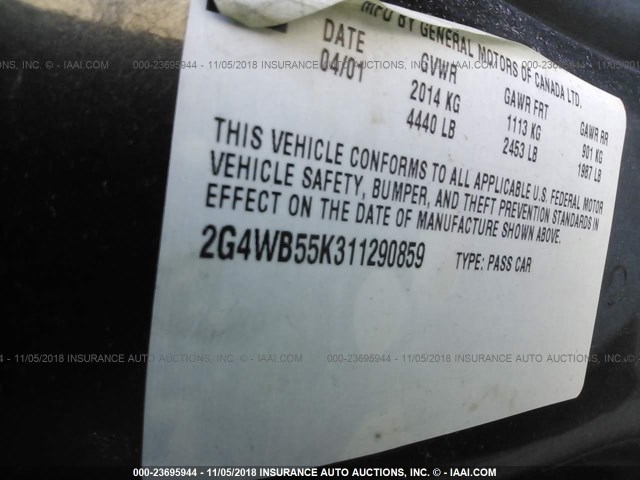 MFD BY GENERAL MOTORS OF CANADA LTD.
DATE GVWR GAWR FRT GAWR RR
04/01 2014 KG 1113 KG 901 KG
4440 LB 2453 LB 1987 LB
THIS VEHICLE CONFORMS TO ALL APPLICABLE U.S. FEDERAL MOTOR
VEHICLE SAFETY, BUMPER, AND THEFT PREVENTION STANDARDS IN
EFFECT ON THE DATE OF MANUFACTURE SHOWN ABOVE.
2G4WB55K311290859 TYPE: PASS CAR
000-23695944 - 11/05/2018 INSURANCE AUTO AUCTIONS, INC. - © IAAI.COM